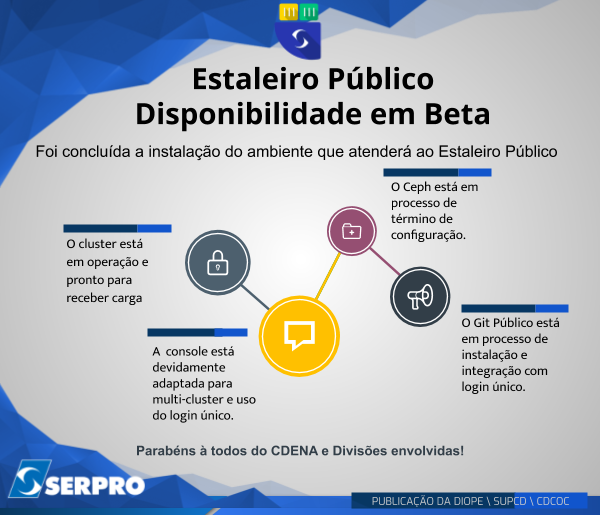 Estaleiro Público
Disponibilidade em Beta
Foi concluída a instalação do ambiente que atenderá ao Estaleiro Público
O cluster está
em operação e
pronto para
receber carga
A console está
devidamente
adaptada para
multi-cluster e uso
do login único.
O Ceph está em
processo de
término de
configuração.
O Git Público está
em processo de
instalação e
integração com
login único.
Parabéns à todos do CDENA e Divisões envolvidas!
SERPRO
PUBLICAÇÃO DA DIOPE \ SUPCD \ CDCOC